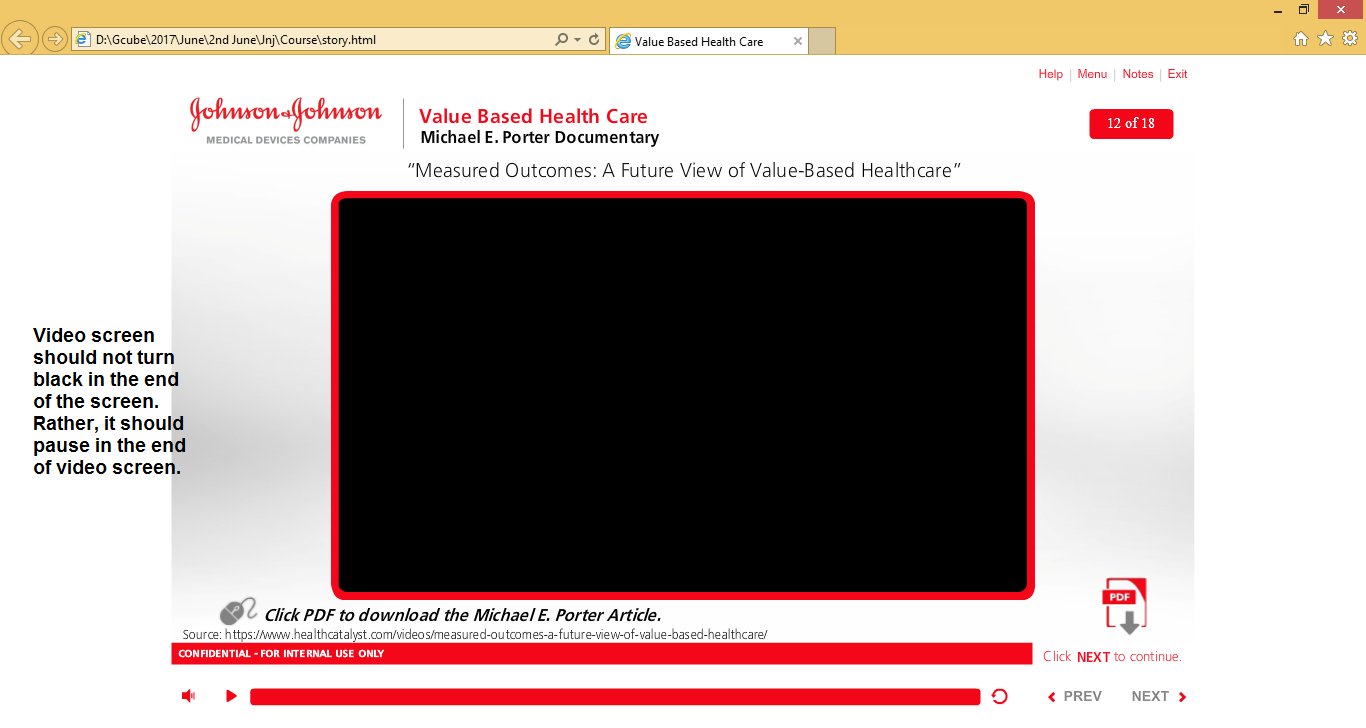 D:\Gcube\2017\June\2nd June\Jnj\Course\story.html
Value Based Health Care
Help | Menu | Notes | Exit
Johnson & Johnson
MEDICAL DEVICES COMPANIES
Value Based Health Care
Michael E. Porter Documentary
12 of 18
“Measured Outcomes: A Future View of Value-Based Healthcare”
Video screen
should not turn
black in the end
of the screen.
Rather, it should
pause in the end
of video screen.
PDF
Click PDF to download the Michael E. Porter Article.
Source: https://www.healthcatalyst.com/videos/measured-outcomes-a-future-view-of-value-based-healthcare/
CONFIDENTIAL - FOR INTERNAL USE ONLY
Click NEXT to continue.
PREV NEXT